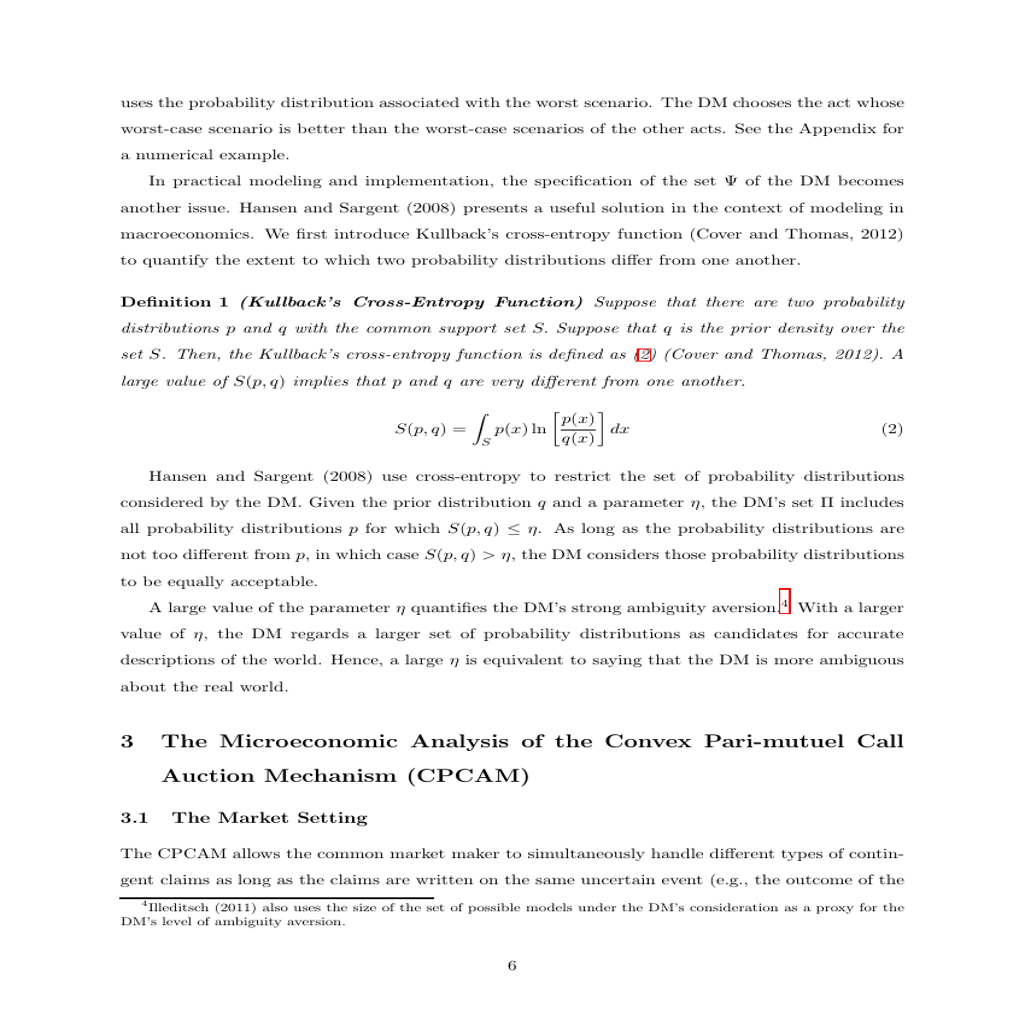 uses the probability distribution associated with the worst scenario. The DM chooses the act whose
worst-case scenario is better than the worst-case scenarios of the other acts. See the Appendix for
a numerical example.
In practical modeling and implementation, the specification of the set Ψ of the DM becomes
another issue. Hansen and Sargent (2008) presents a useful solution in the context of modeling in
macroeconomics. We first introduce Kullback's cross-entropy function (Cover and Thomas, 2012)
to quantify the extent to which two probability distributions differ from one another.
Definition 1 (Kullback's Cross-Entropy Function) Suppose that there are two probability
distributions p and q with the common support set S. Suppose that q is the prior density over the
set S. Then, the Kullback's cross-entropy function is defined as (2) (Cover and Thomas, 2012). A
large value of S(p, q) implies that p and q are very different from one another.
S(p, q) = ∫_S p(x) ln [p(x)/q(x)] dx (2)
Hansen and Sargent (2008) use cross-entropy to restrict the set of probability distributions
considered by the DM. Given the prior distribution q and a parameter η, the DM's set Π includes
all probability distributions p for which S(p, q) ≤ η. As long as the probability distributions are
not too different from p, in which case S(p, q) > η, the DM considers those probability distributions
to be equally acceptable.
A large value of the parameter η quantifies the DM's strong ambiguity aversion.4 With a larger
value of η, the DM regards a larger set of probability distributions as candidates for accurate
descriptions of the world. Hence, a large η is equivalent to saying that the DM is more ambiguous
about the real world.
3 The Microeconomic Analysis of the Convex Pari-mutuel Call
Auction Mechanism (CPCAM)
3.1 The Market Setting
The CPCAM allows the common market maker to simultaneously handle different types of contin-
gent claims as long as the claims are written on the same uncertain event (e.g., the outcome of the
4Illeditsch (2011) also uses the size of the set of possible models under the DM's consideration as a proxy for the
DM's level of ambiguity aversion.
6